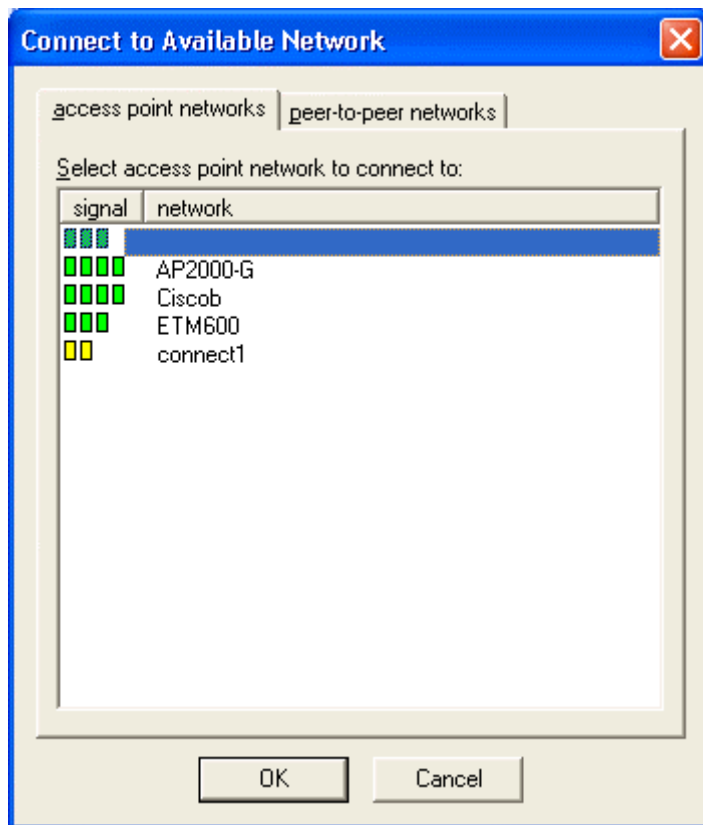 Connect to Available Network
access point networks peer-to-peer networks
Select access point network to connect to:
signal network
AP2000-G
Ciscob
ETM600
connect1
OK Cancel